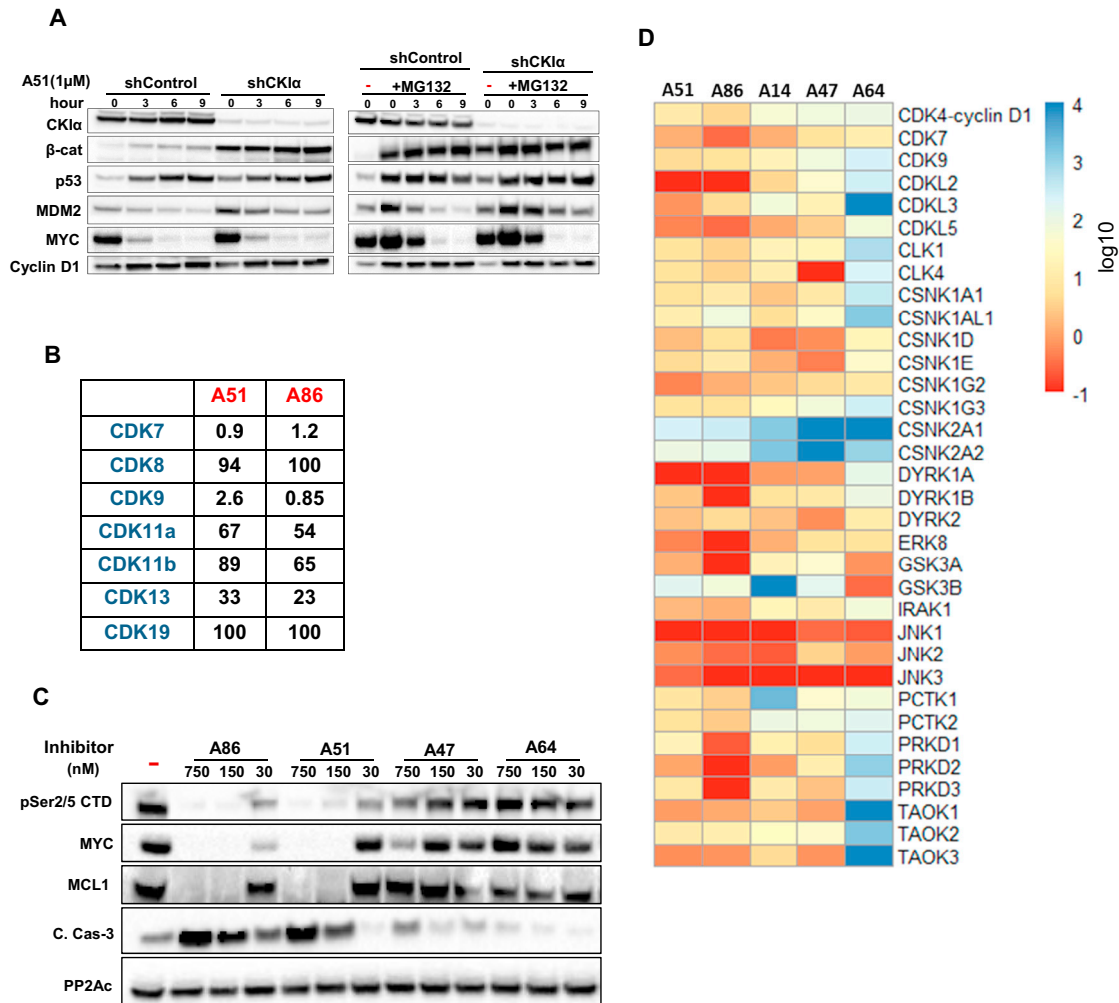 A
A51(1µM)
shControl
shCKIα
hour
0 3 6 9 0 3 6 9
CKIα
β-cat
p53
MDM2
MYC
Cyclin D1
shControl
shCKIα
- +MG132 - +MG132
0 0 3 6 9 0 0 3 6 9
B
A51 A86
CDK7 0.9 1.2
CDK8 94 100
CDK9 2.6 0.85
CDK11a 67 54
CDK11b 89 65
CDK13 33 23
CDK19 100 100
C
Inhibitor
(nM)
- A86 A51 A47 A64
750 150 30 750 150 30 750 150 30 750 150 30
pSer2/5 CTD
MYC
MCL1
C. Cas-3
PP2Ac
D
A51 A86 A14 A47 A64
CDK4-cyclin D1
CDK7
CDK9
CDKL2
CDKL3
CDKL5
CLK1
CLK4
CSNK1A1
CSNK1AL1
CSNK1D
CSNK1E
CSNK1G2
CSNK1G3
CSNK2A1
CSNK2A2
DYRK1A
DYRK1B
DYRK2
ERK8
GSK3A
GSK3B
IRAK1
JNK1
JNK2
JNK3
PCTK1
PCTK2
PRKD1
PRKD2
PRKD3
TAOK1
TAOK2
TAOK3
4
3
2
1
0
-1
log10